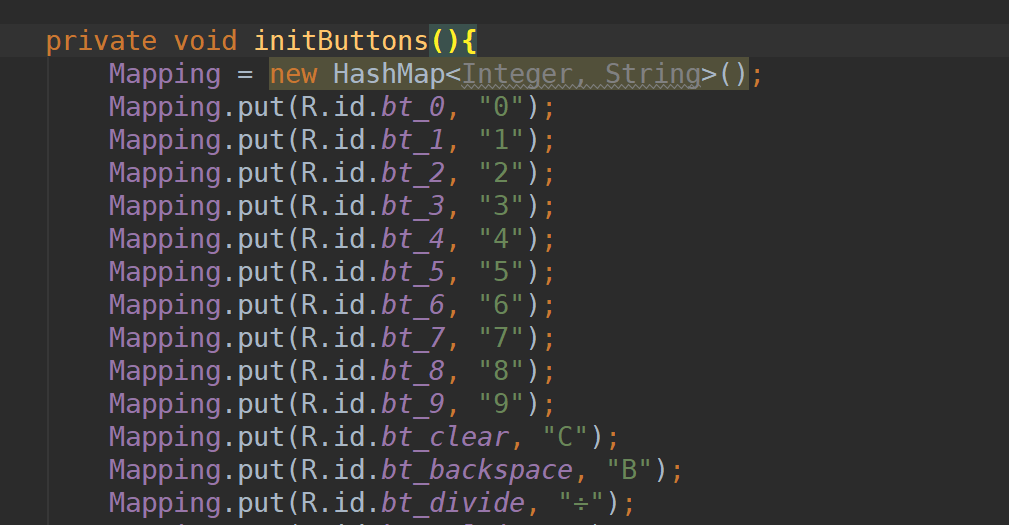 private void initButtons(){
Mapping = new HashMap<Integer, String>();
Mapping.put(R.id.bt_0, "0");
Mapping.put(R.id.bt_1, "1");
Mapping.put(R.id.bt_2, "2");
Mapping.put(R.id.bt_3, "3");
Mapping.put(R.id.bt_4, "4");
Mapping.put(R.id.bt_5, "5");
Mapping.put(R.id.bt_6, "6");
Mapping.put(R.id.bt_7, "7");
Mapping.put(R.id.bt_8, "8");
Mapping.put(R.id.bt_9, "9");
Mapping.put(R.id.bt_clear, "C");
Mapping.put(R.id.bt_backspace, "B");
Mapping.put(R.id.bt_divide, "÷");